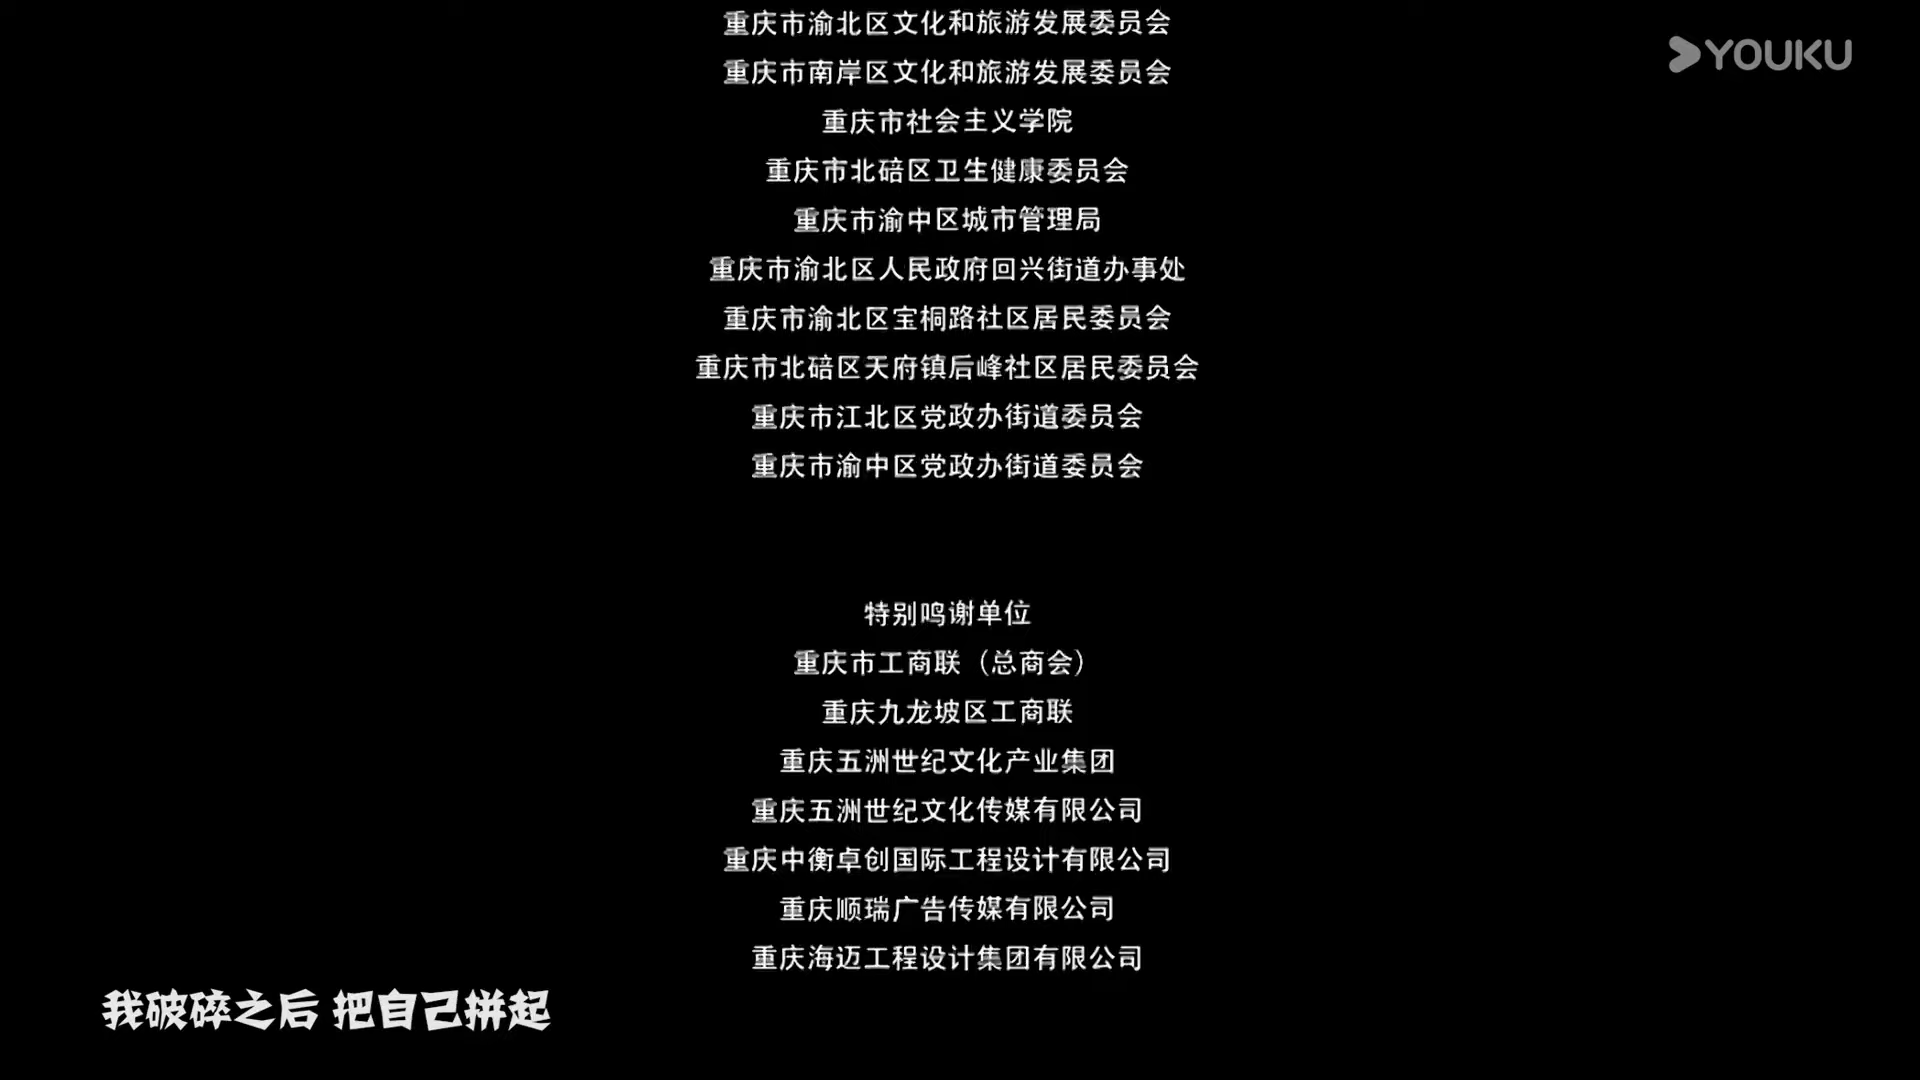 重庆市渝北区文化和旅游发展委员会
YOUKU
重庆市南岸区文化和旅游发展委员会
重庆市社会主义学院
重庆市北碚区卫生健康委员会
重庆市渝中区城市管理局
重庆市渝北区人民政府回兴街道办事处
重庆市渝北区宝桐路社区居民委员会
重庆市北碚区天府镇后峰社区居民委员会
重庆市江北区党政办街道委员会
重庆市渝中区党政办街道委员会
特别鸣谢单位
重庆市工商联（总商会）
重庆九龙坡区工商联
重庆五洲世纪文化产业集团
重庆五洲世纪文化传媒有限公司
重庆中衡卓创国际工程设计有限公司
重庆顺瑞广告传媒有限公司
重庆海迈工程设计集团有限公司
我破碎之后 把自己拼起